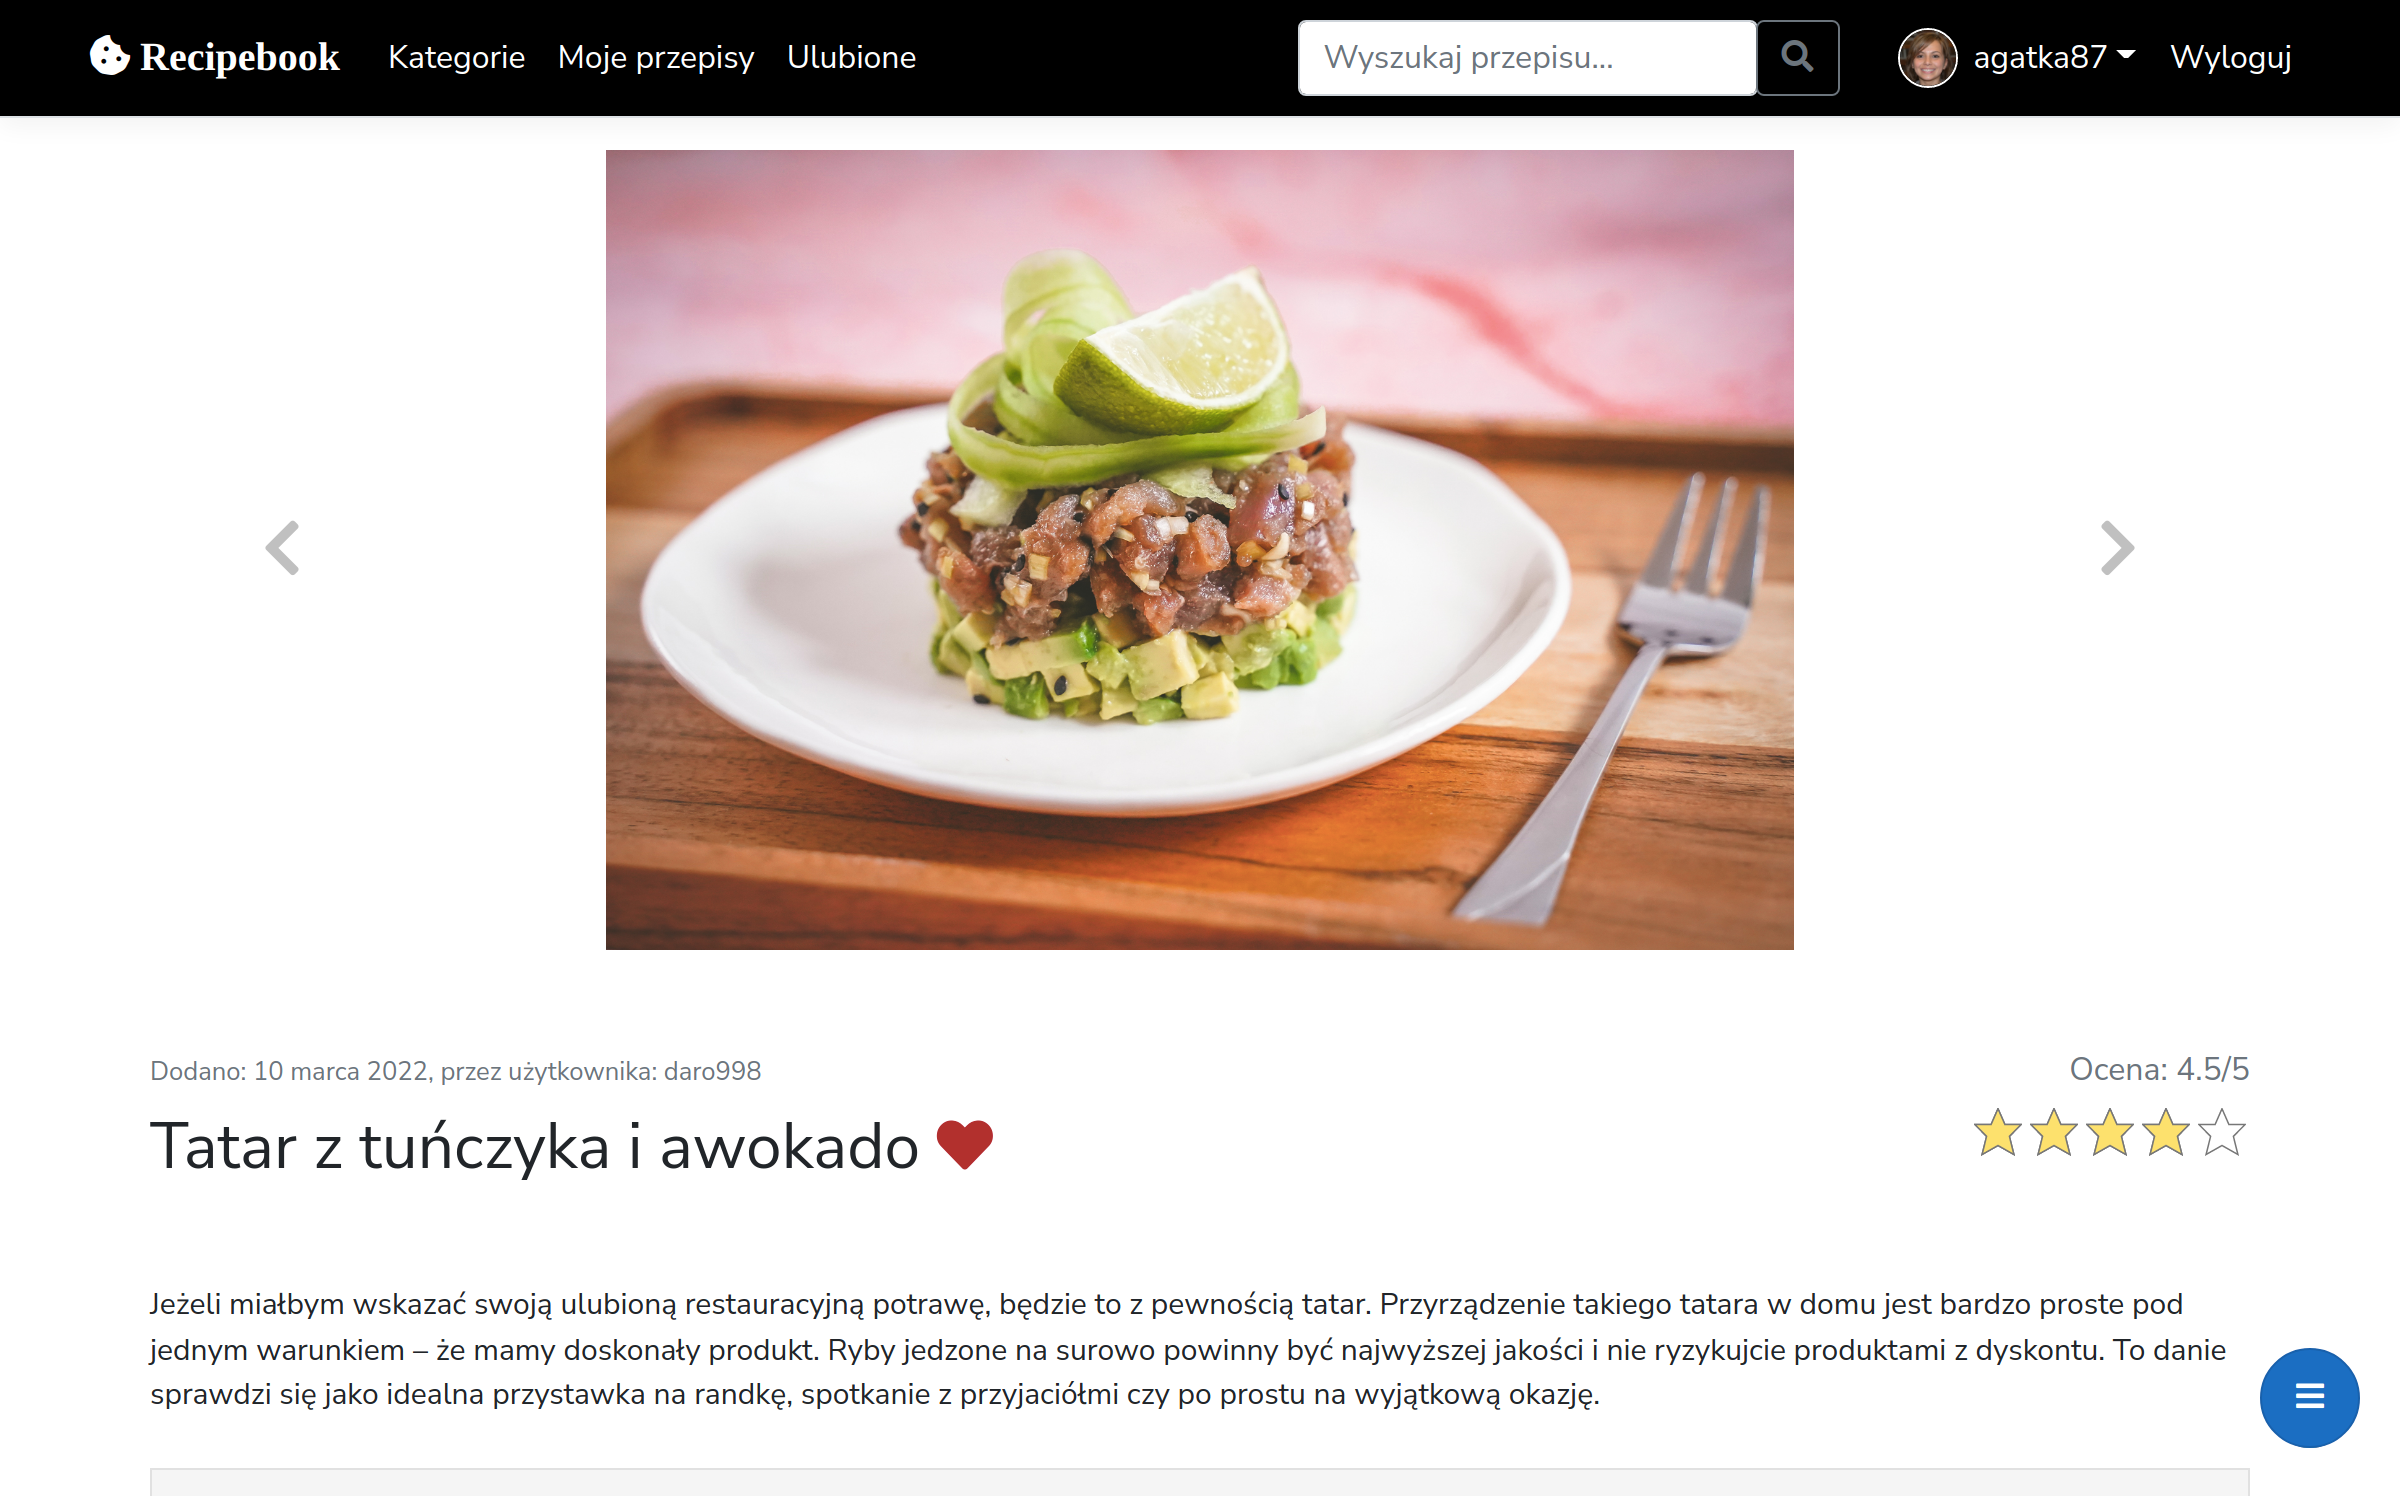 Recipebook Kategorie Moje przepisy Ulubione Wyszukaj przepisu... agatka87 Wyloguj
Dodano: 10 marca 2022, przez użytkownika: daro998
Ocena: 4.5/5
Tatar z tuńczyka i awokado
Jeżeli miałbym wskazać swoją ulubioną restauracyjną potrawę, będzie to z pewnością tatar. Przyrządzenie takiego tatara w domu jest bardzo proste pod
jednym warunkiem – że mamy doskonały produkt. Ryby jedzone na surowo powinny być najwyższej jakości i nie ryzykujcie produktami z dyskontu. To danie
sprawdzi się jako idealna przystawka na randkę, spotkanie z przyjaciółmi czy po prostu na wyjątkową okazję.